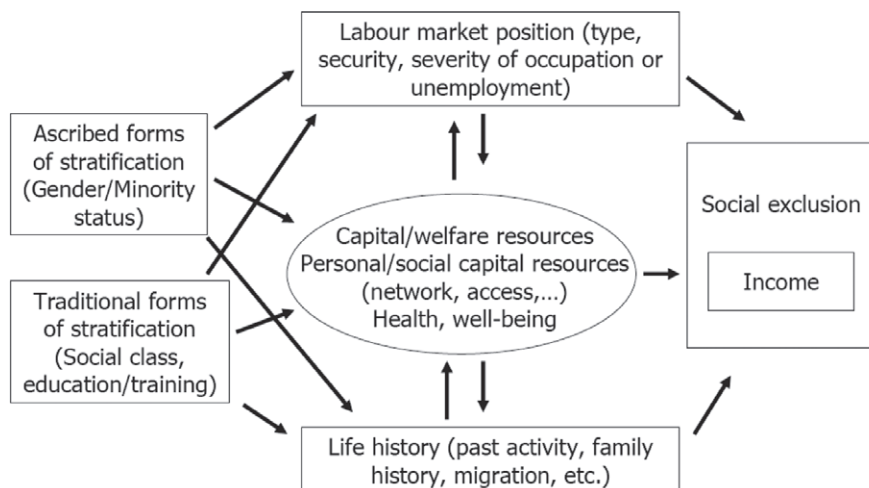 Labour market position (type,
security, severity of occupation or
unemployment)
Ascribed forms
of stratification
(Gender/Minority
status)
Traditional forms
of stratification
(Social class,
education/training)
Capital/welfare resources
Personal/social capital resources
(network, access,...)
Health, well-being
Social exclusion
Income
Life history (past activity, family
history, migration, etc.)